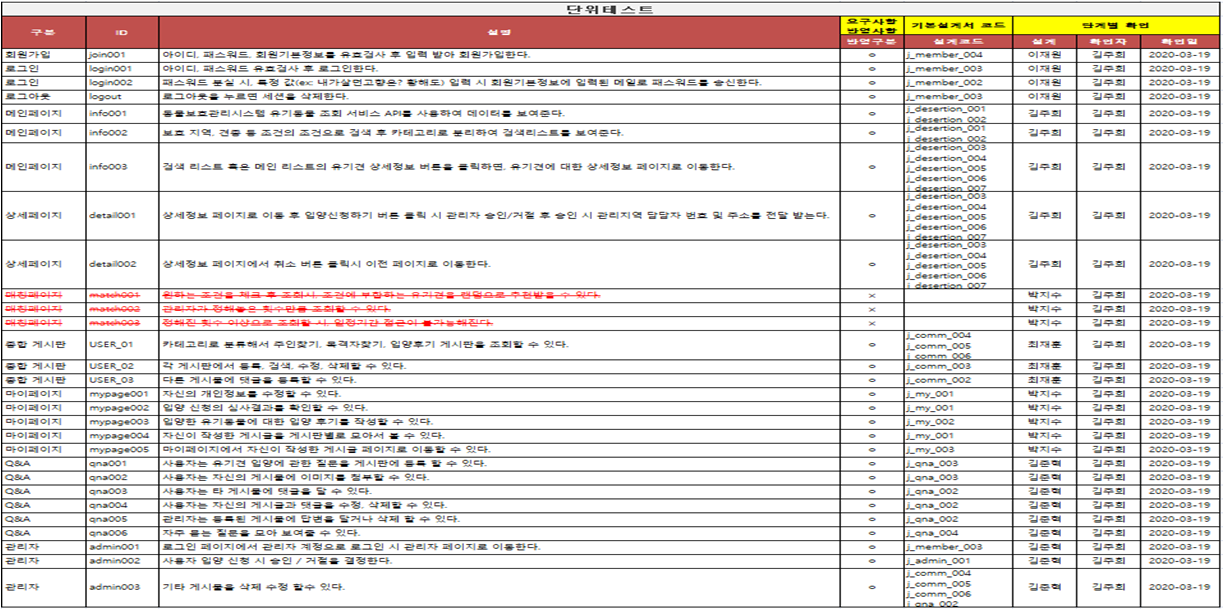 단위테스트
구분 ID 설명 요구사항 반영사항 기본설계서 코드 단계별 확인
반영구분 설계코드 설계 확인자 확인일
회원가입 join001 아이디, 패스워드, 회원기본정보를 유효검사 후 입력 받아 회원가입한다. o j_member_004 이재원 김주희 2020-03-19
로그인 login001 아이디, 패스워드 유효검사 후 로그인한다. o j_member_003 이재원 김주희 2020-03-19
로그인 login002 패스워드 분실 시, 특정 값(ex: 내가살던고향은? 황해도) 입력 시 회원기본정보에 입력된 메일로 패스워드를 송신한다. o j_member_002 이재원 김주희 2020-03-19
로그아웃 logout 로그아웃을 누르면 세션을 삭제한다. o j_member_003 이재원 김주희 2020-03-19
메인페이지 info001 동물보호관리시스템 유기동물 조회 서비스 API를 사용하여 데이터를 보여준다. o j_desertion_001 j_desertion_002 김주희 김주희 2020-03-19
메인페이지 info002 보호 지역, 견종 등 조건의 조건으로 검색 후 카테고리로 분리하여 검색리스트를 보여준다. o j_desertion_001 j_desertion_002 김주희 김주희 2020-03-19
메인페이지 info003 검색 리스트 혹은 메인 리스트의 유기견 상세정보 버튼을 클릭하면, 유기견에 대한 상세정보 페이지로 이동한다. o j_desertion_003 j_desertion_004 j_desertion_005 j_desertion_006 j_desertion_007 김주희 김주희 2020-03-19
상세페이지 detail001 상세정보 페이지로 이동 후 입양신청하기 버튼 클릭 시 관리자 승인/거절 후 승인 시 관리지역 담당자 번호 및 주소를 전달 받는다. o j_desertion_003 j_desertion_004 j_desertion_005 j_desertion_006 j_desertion_007 김주희 김주희 2020-03-19
상세페이지 detail002 상세정보 페이지에서 취소 버튼 클릭시 이전 페이지로 이동한다. o j_desertion_003 j_desertion_004 j_desertion_005 j_desertion_006 j_desertion_007 김주희 김주희 2020-03-19
매칭페이지 match001 원하는 조건을 체크 후 조회시, 조건에 부합하는 유기견을 랜덤으로 추천받을 수 있다. x 박지수 김주희 2020-03-19
매칭페이지 match002 관리자가 정해놓은 횟수만큼 조회할 수 있다. x 박지수 김주희 2020-03-19
매칭페이지 match003 정해진 횟수 이상으로 조회할 시, 일정기간 접근이 불가능해진다. x 박지수 김주희 2020-03-19
종합 게시판 USER_01 카테고리로 분류해서 주인찾기, 목격자찾기, 입양후기 게시판을 조회할 수 있다. o j_comm_004 j_comm_005 j_comm_006 최재훈 김주희 2020-03-19
종합 게시판 USER_02 각 게시판에서 등록, 검색, 수정, 삭제할 수 있다. o j_comm_003 최재훈 김주희 2020-03-19
종합 게시판 USER_03 다른 게시물에 댓글을 등록할 수 있다. o j_comm_002 최재훈 김주희 2020-03-19
마이페이지 mypage001 자신의 개인정보를 수정할 수 있다. o j_my_001 박지수 김주희 2020-03-19
마이페이지 mypage002 입양 신청의 심사결과를 확인할 수 있다. o j_my_001 박지수 김주희 2020-03-19
마이페이지 mypage003 입양한 유기동물에 대한 입양 후기를 작성할 수 있다. o j_my_002 박지수 김주희 2020-03-19
마이페이지 mypage004 자신이 작성한 게시글을 게시판별로 모아서 볼 수 있다. o j_my_001 박지수 김주희 2020-03-19
마이페이지 mypage005 마이페이지에서 자신이 작성한 게시글 페이지로 이동할 수 있다. o j_my_003 박지수 김주희 2020-03-19
Q&A qna001 사용자는 유기견 입양에 관한 질문을 게시판에 등록 할 수 있다. o j_qna_003 김준혁 김주희 2020-03-19
Q&A qna002 사용자는 자신의 게시물에 이미지를 첨부할 수 있다. o j_qna_003 김준혁 김주희 2020-03-19
Q&A qna003 사용자는 타 게시물에 댓글을 달 수 있다. o j_qna_002 김준혁 김주희 2020-03-19
Q&A qna004 사용자는 자신의 게시글과 댓글을 수정, 삭제할 수 있다. o j_qna_002 김준혁 김주희 2020-03-19
Q&A qna005 관리자는 등록된 게시물에 답변을 달거나 삭제 할 수 있다. o j_qna_002 김준혁 김주희 2020-03-19
Q&A qna006 자주 묻는 질문을 모아 보여줄 수 있다. o j_qna_004 김준혁 김주희 2020-03-19
관리자 admin001 로그인 페이지에서 관리자 계정으로 로그인 시 관리자 페이지로 이동한다. o j_member_003 김준혁 김주희 2020-03-19
관리자 admin002 사용자 입양 신청 시 승인 / 거절을 결정한다. o j_admin_001 김준혁 김주희 2020-03-19
관리자 admin003 기타 게시물을 삭제 수정 할수 있다. o j_comm_004 j_comm_005 j_comm_006 j_qna_002 김준혁 김주희 2020-03-19